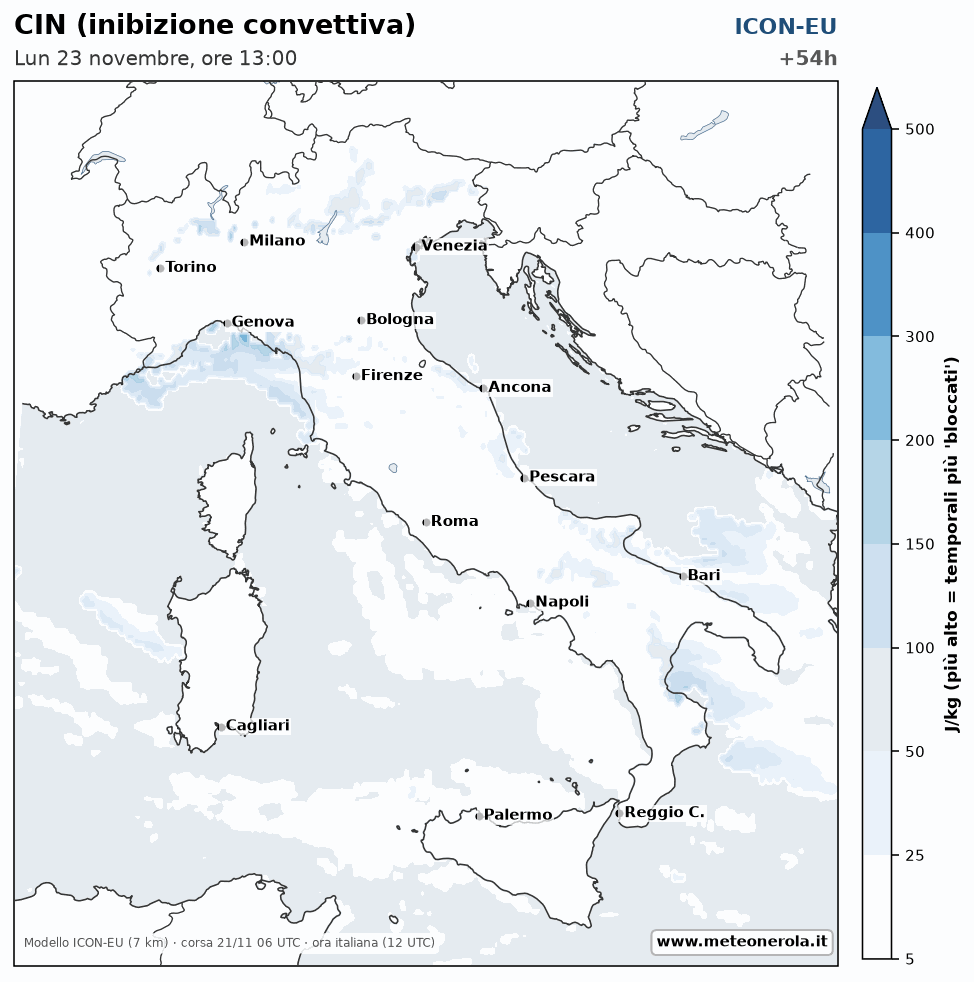 CIN (inibizione convettiva)
ICON-EU
Lun 23 novembre, ore 13:00
+54h
500
400
300
200
150
100
50
25
5
J/kg (più alto = temporali più 'bloccati')
Milano
Venezia
Torino
Genova
Bologna
Firenze
Ancona
Pescara
Roma
Bari
Napoli
Cagliari
Palermo
Reggio C.
Modello ICON-EU (7 km) · corsa 21/11 06 UTC · ora italiana (12 UTC)
www.meteonerola.it